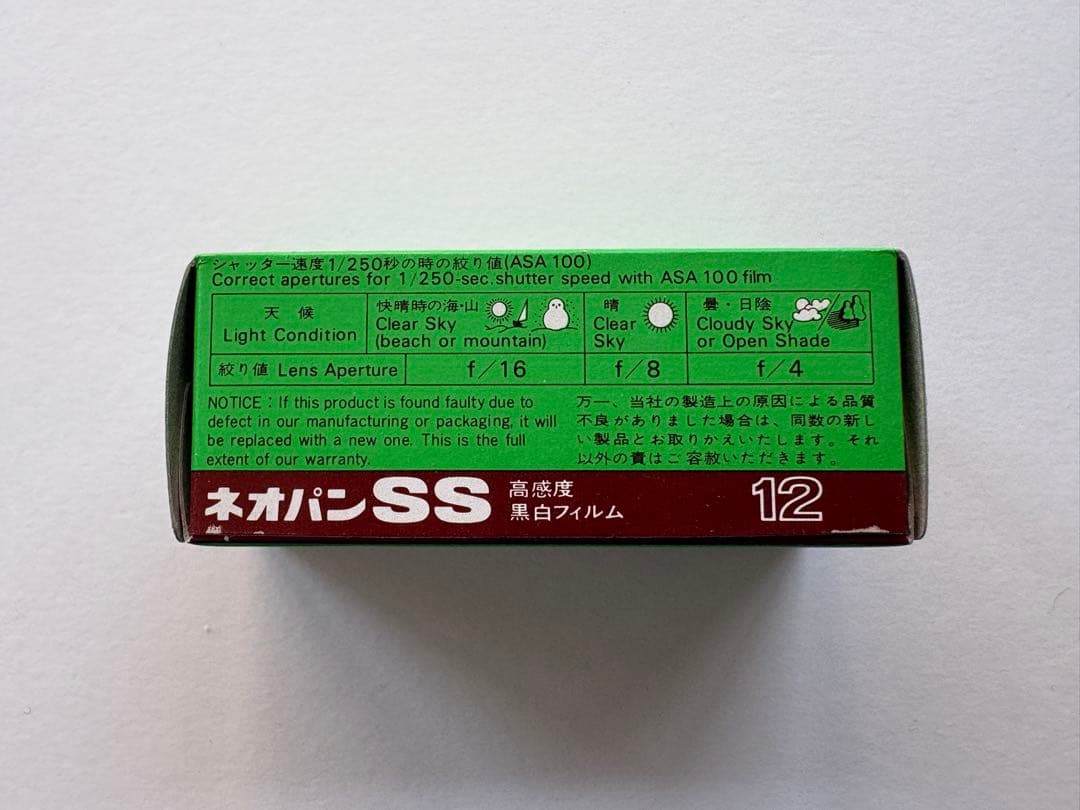 シャッター速度1/250秒の時の絞り値(ASA 100)
Correct apertures for 1/250-sec. shutter speed with ASA 100 film
天 候
Light Condition
快晴時の海・山
Clear Sky
(beach or mountain)
晴
Clear
Sky
曇・日陰
Cloudy Sky
or Open Shade
絞り値 Lens Aperture
f/16
f/8
f/4
NOTICE : If this product is found faulty due to
defect in our manufacturing or packaging, it will
be replaced with a new one. This is the full
extent of our warranty.
万一、当社の製造上の原因による品質
不良がありました場合は、同数の新し
い製品とお取りかえいたします。それ
以外の責はご容赦いただきます。
ネオパンSS
高感度
黒白フィルム
12